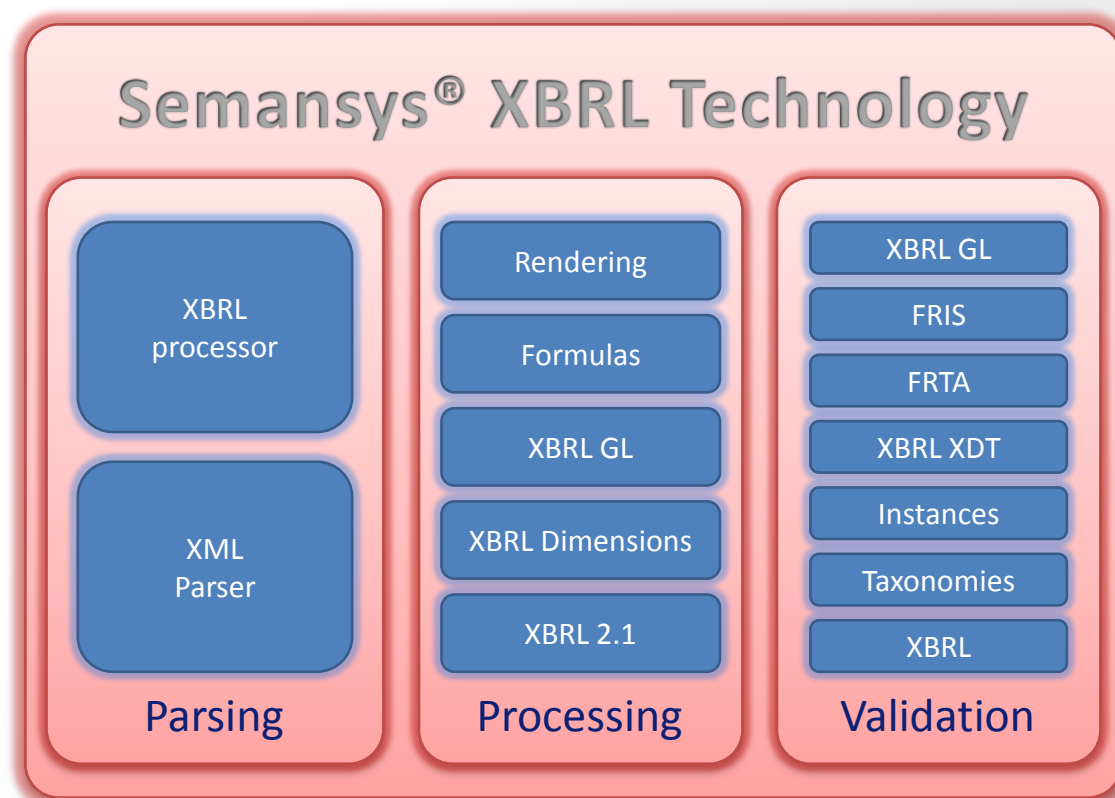 Semansys® XBRL Technology
XBRL
processor
XML
Parser
Parsing
Rendering
Formulas
XBRL GL
XBRL Dimensions
XBRL 2.1
Processing
XBRL GL
FRIS
FRTA
XBRL XDT
Instances
Taxonomies
XBRL
Validation